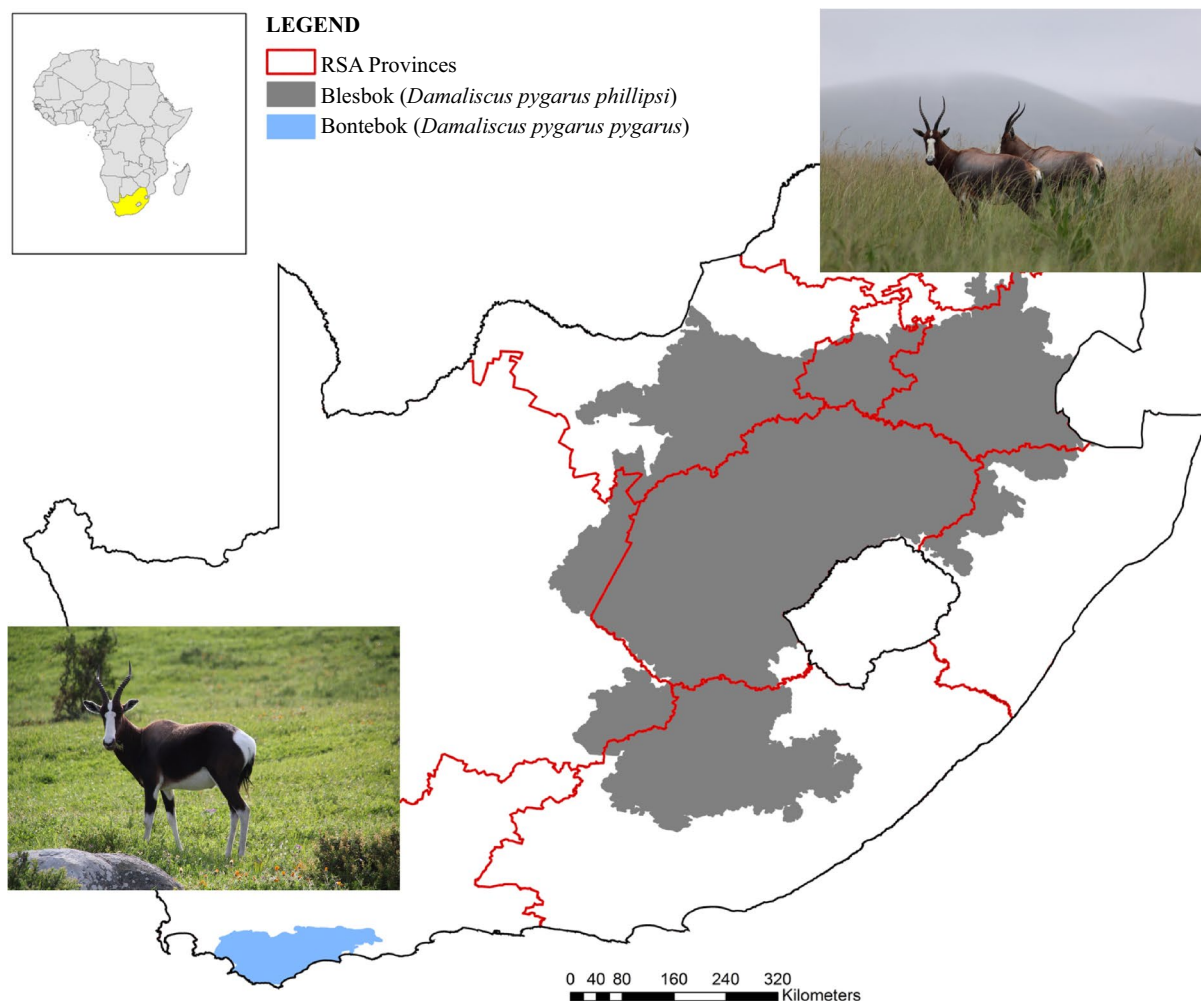 LEGEND
RSA Provinces
Blesbok (Damaliscus pygarus phillipsi)
Bontebok (Damaliscus pygarus pygarus)
0 40 80 160 240 320
Kilometers